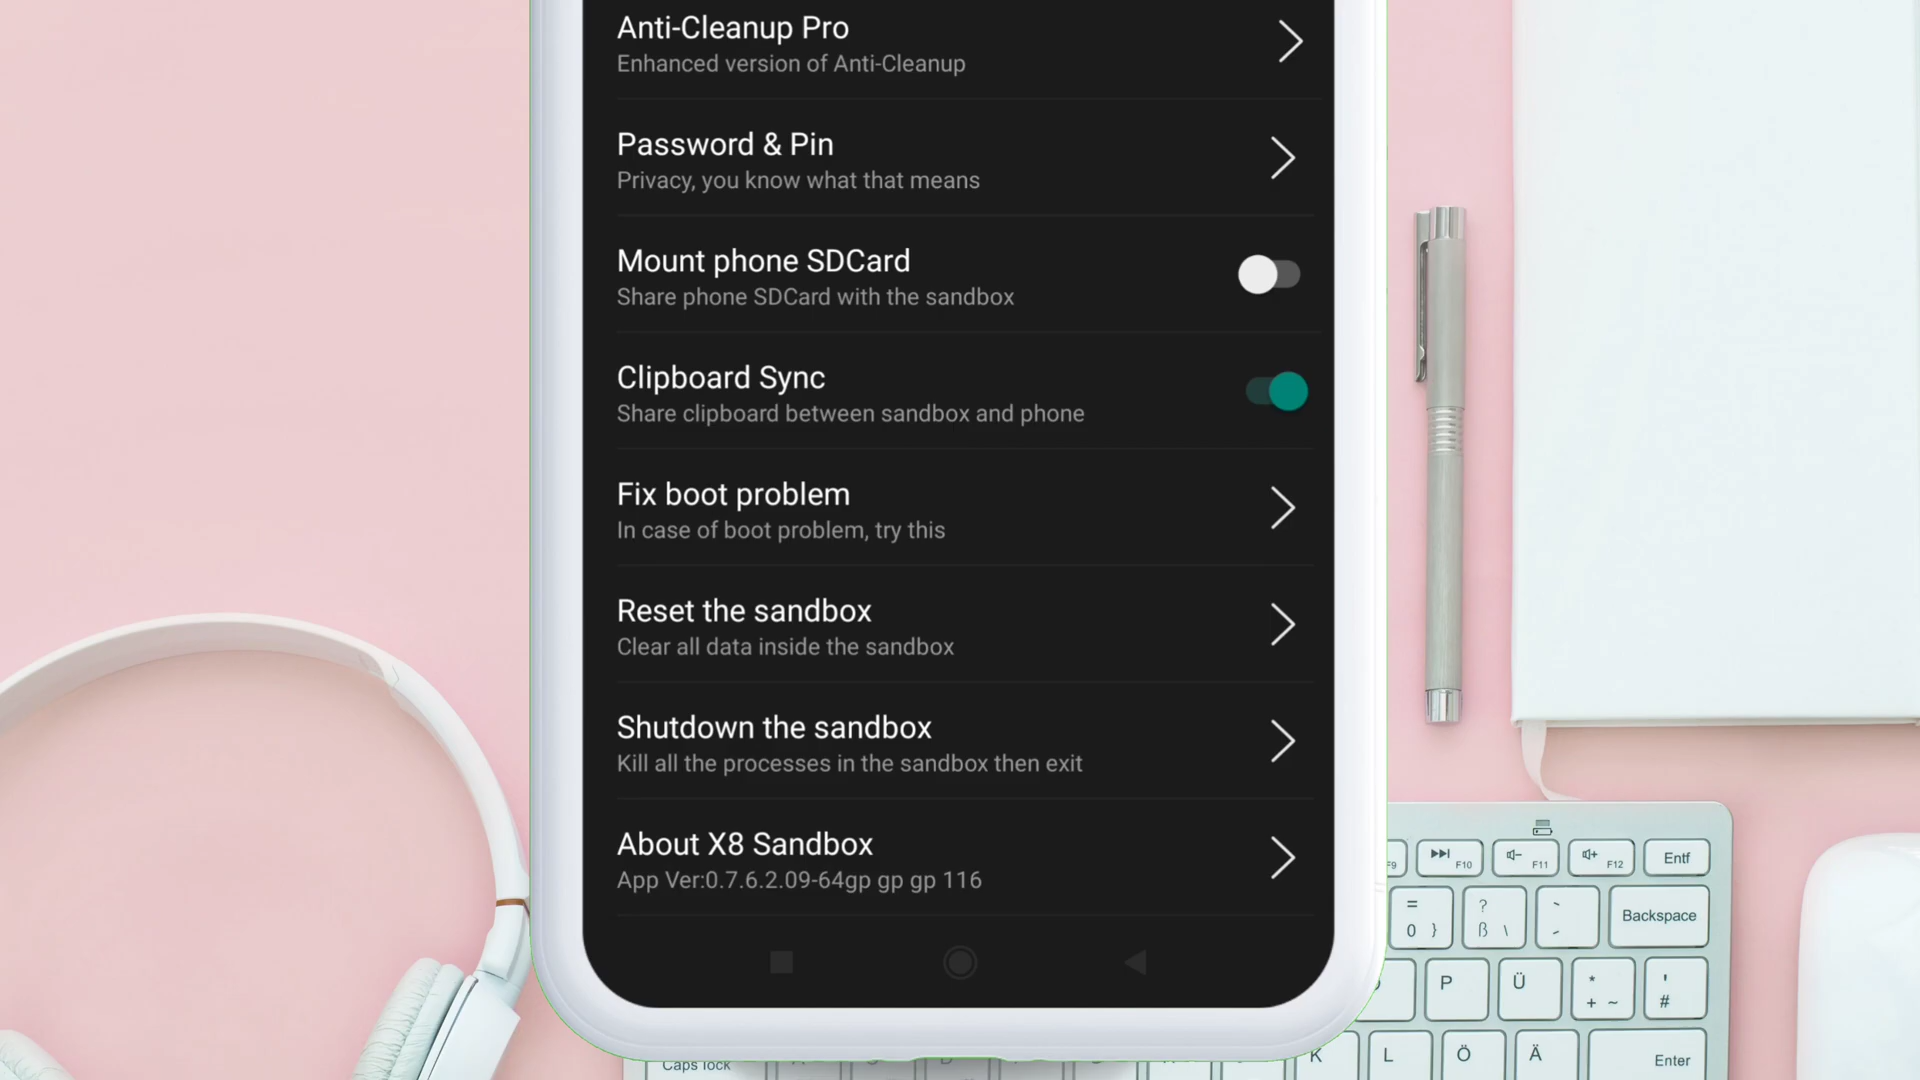 Anti-Cleanup Pro
Enhanced version of Anti-Cleanup
Password & Pin
Privacy, you know what that means
Mount phone SDCard
Share phone SDCard with the sandbox
Clipboard Sync
Share clipboard between sandbox and phone
Fix boot problem
In case of boot problem, try this
Reset the sandbox
Clear all data inside the sandbox
Shutdown the sandbox
Kill all the processes in the sandbox then exit
About X8 Sandbox
App Ver:0.7.6.2.09-64gp gp gp 116
F9 F10 F11 F12 Entf
= ? ` Backspace
0 } ß \ ´
P Ü * '
+ ~ #
K L Ö Ä Enter
Caps lock